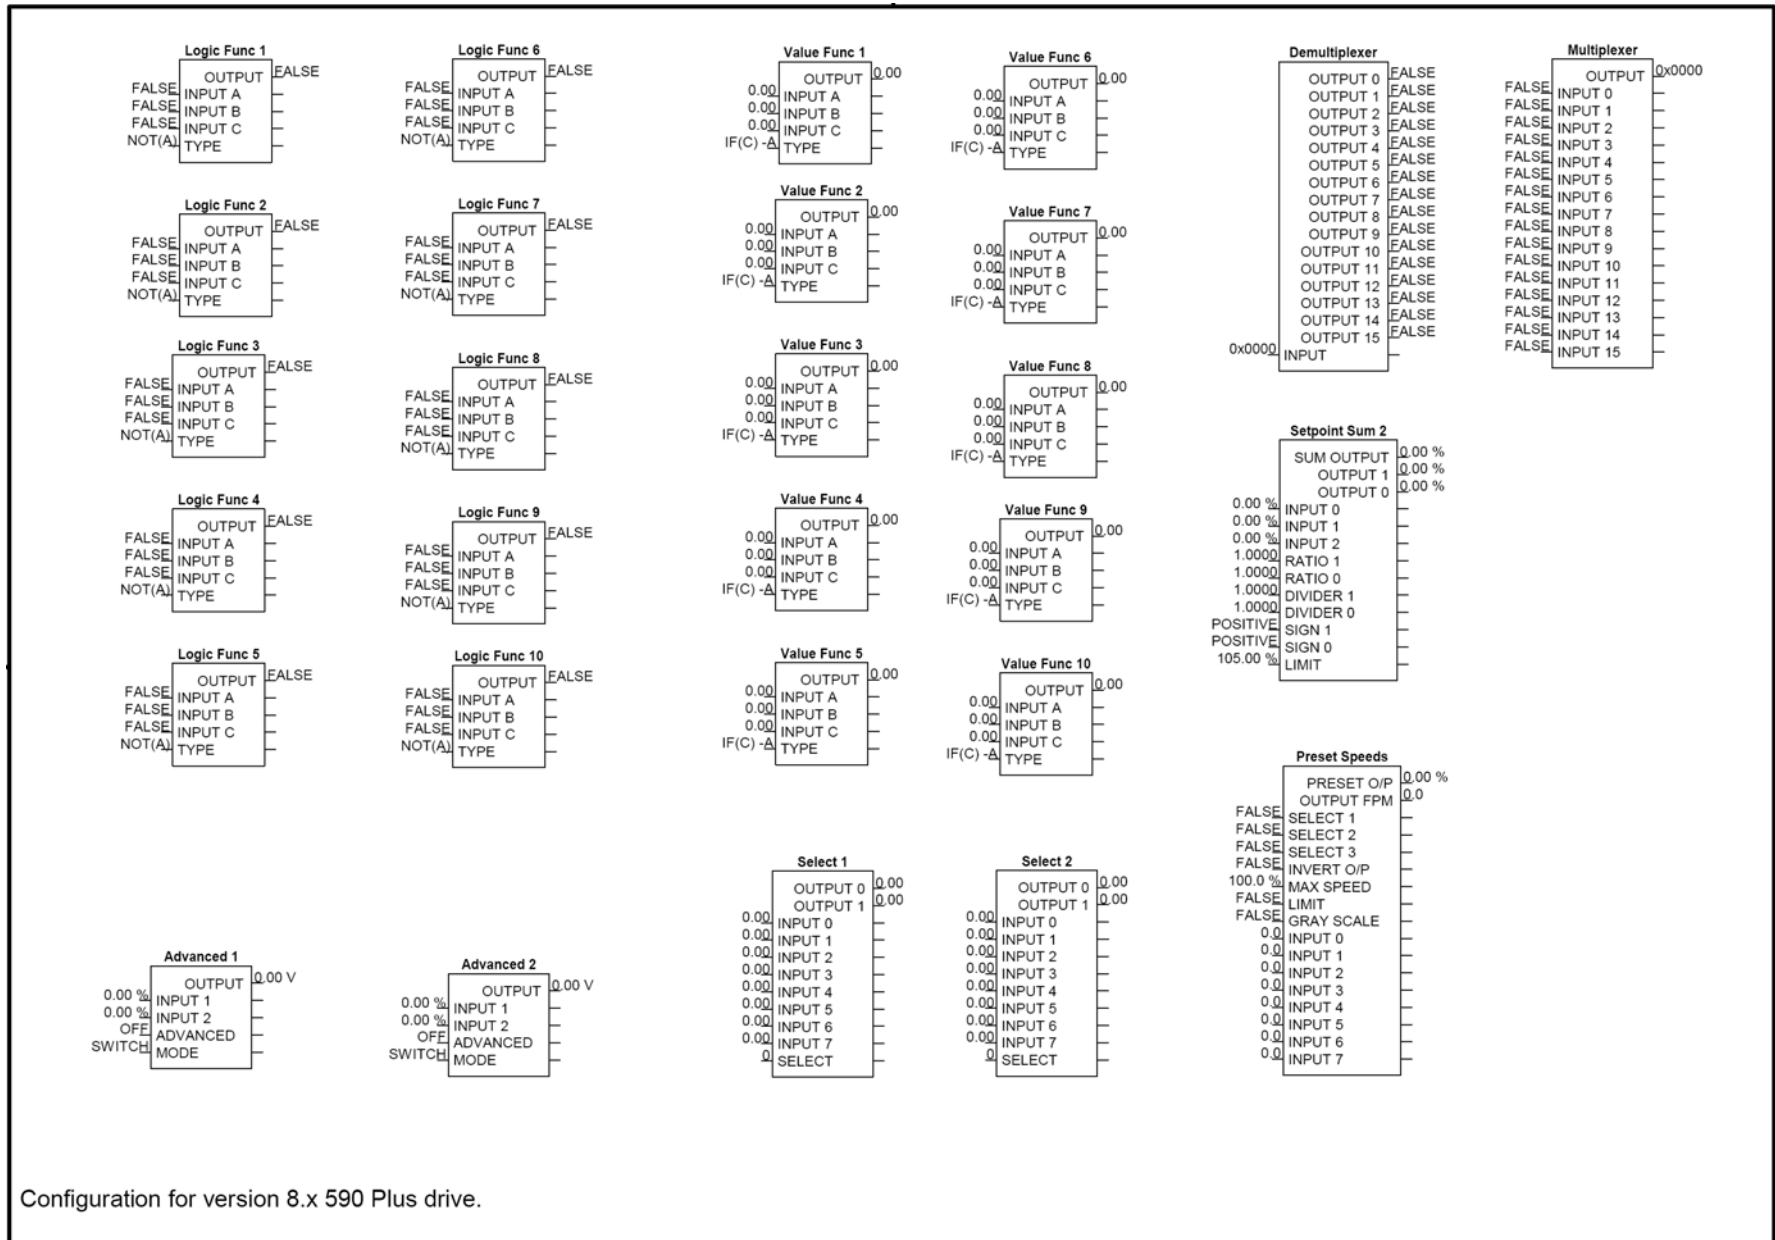 Logic Func 1
OUTPUT FALSE
FALSE INPUT A
FALSE INPUT B
FALSE INPUT C
NOT(A) TYPE
Logic Func 2
OUTPUT FALSE
FALSE INPUT A
FALSE INPUT B
FALSE INPUT C
NOT(A) TYPE
Logic Func 3
OUTPUT FALSE
FALSE INPUT A
FALSE INPUT B
FALSE INPUT C
NOT(A) TYPE
Logic Func 4
OUTPUT FALSE
FALSE INPUT A
FALSE INPUT B
FALSE INPUT C
NOT(A) TYPE
Logic Func 5
OUTPUT FALSE
FALSE INPUT A
FALSE INPUT B
FALSE INPUT C
NOT(A) TYPE
Advanced 1
OUTPUT 0.00 V
0.00 % INPUT 1
0.00 % INPUT 2
OFF ADVANCED
SWITCH MODE
Logic Func 6
OUTPUT FALSE
FALSE INPUT A
FALSE INPUT B
FALSE INPUT C
NOT(A) TYPE
Logic Func 7
OUTPUT FALSE
FALSE INPUT A
FALSE INPUT B
FALSE INPUT C
NOT(A) TYPE
Logic Func 8
OUTPUT FALSE
FALSE INPUT A
FALSE INPUT B
FALSE INPUT C
NOT(A) TYPE
Logic Func 9
OUTPUT FALSE
FALSE INPUT A
FALSE INPUT B
FALSE INPUT C
NOT(A) TYPE
Logic Func 10
OUTPUT FALSE
FALSE INPUT A
FALSE INPUT B
FALSE INPUT C
NOT(A) TYPE
Advanced 2
OUTPUT 0.00 V
0.00 % INPUT 1
0.00 % INPUT 2
OFF ADVANCED
SWITCH MODE
Value Func 1
OUTPUT 0.00
0.00 INPUT A
0.00 INPUT B
0.00 INPUT C
IF(C) -A TYPE
Value Func 2
OUTPUT 0.00
0.00 INPUT A
0.00 INPUT B
0.00 INPUT C
IF(C) -A TYPE
Value Func 3
OUTPUT 0.00
0.00 INPUT A
0.00 INPUT B
0.00 INPUT C
IF(C) -A TYPE
Value Func 4
OUTPUT 0.00
0.00 INPUT A
0.00 INPUT B
0.00 INPUT C
IF(C) -A TYPE
Value Func 5
OUTPUT 0.00
0.00 INPUT A
0.00 INPUT B
0.00 INPUT C
IF(C) -A TYPE
Select 1
OUTPUT 0 0.00
OUTPUT 1 0.00
0.00 INPUT 0
0.00 INPUT 1
0.00 INPUT 2
0.00 INPUT 3
0.00 INPUT 4
0.00 INPUT 5
0.00 INPUT 6
0.00 INPUT 7
0 SELECT
Value Func 6
OUTPUT 0.00
0.00 INPUT A
0.00 INPUT B
0.00 INPUT C
IF(C) -A TYPE
Value Func 7
OUTPUT 0.00
0.00 INPUT A
0.00 INPUT B
0.00 INPUT C
IF(C) -A TYPE
Value Func 8
OUTPUT 0.00
0.00 INPUT A
0.00 INPUT B
0.00 INPUT C
IF(C) -A TYPE
Value Func 9
OUTPUT 0.00
0.00 INPUT A
0.00 INPUT B
0.00 INPUT C
IF(C) -A TYPE
Value Func 10
OUTPUT 0.00
0.00 INPUT A
0.00 INPUT B
0.00 INPUT C
IF(C) -A TYPE
Select 2
OUTPUT 0 0.00
OUTPUT 1 0.00
0.00 INPUT 0
0.00 INPUT 1
0.00 INPUT 2
0.00 INPUT 3
0.00 INPUT 4
0.00 INPUT 5
0.00 INPUT 6
0.00 INPUT 7
0 SELECT
Demultiplexer
OUTPUT 0 FALSE
OUTPUT 1 FALSE
OUTPUT 2 FALSE
OUTPUT 3 FALSE
OUTPUT 4 FALSE
OUTPUT 5 FALSE
OUTPUT 6 FALSE
OUTPUT 7 FALSE
OUTPUT 8 FALSE
OUTPUT 9 FALSE
OUTPUT 10 FALSE
OUTPUT 11 FALSE
OUTPUT 12 FALSE
OUTPUT 13 FALSE
OUTPUT 14 FALSE
OUTPUT 15 FALSE
0x0000 INPUT
Setpoint Sum 2
SUM OUTPUT 0.00 %
OUTPUT 1 0.00 %
OUTPUT 0 0.00 %
0.00 % INPUT 0
0.00 % INPUT 1
0.00 % INPUT 2
1.0000 RATIO 1
1.0000 RATIO 0
1.0000 DIVIDER 1
1.0000 DIVIDER 0
POSITIVE SIGN 1
POSITIVE SIGN 0
105.00 % LIMIT
Preset Speeds
PRESET O/P 0.00 %
OUTPUT FPM 0.0
FALSE SELECT 1
FALSE SELECT 2
FALSE SELECT 3
FALSE INVERT O/P
100.0 % MAX SPEED
FALSE LIMIT
FALSE GRAY SCALE
0.0 INPUT 0
0.0 INPUT 1
0.0 INPUT 2
0.0 INPUT 3
0.0 INPUT 4
0.0 INPUT 5
0.0 INPUT 6
0.0 INPUT 7
Multiplexer
OUTPUT 0x0000
FALSE INPUT 0
FALSE INPUT 1
FALSE INPUT 2
FALSE INPUT 3
FALSE INPUT 4
FALSE INPUT 5
FALSE INPUT 6
FALSE INPUT 7
FALSE INPUT 8
FALSE INPUT 9
FALSE INPUT 10
FALSE INPUT 11
FALSE INPUT 12
FALSE INPUT 13
FALSE INPUT 14
FALSE INPUT 15
Configuration for version 8.x 590 Plus drive.